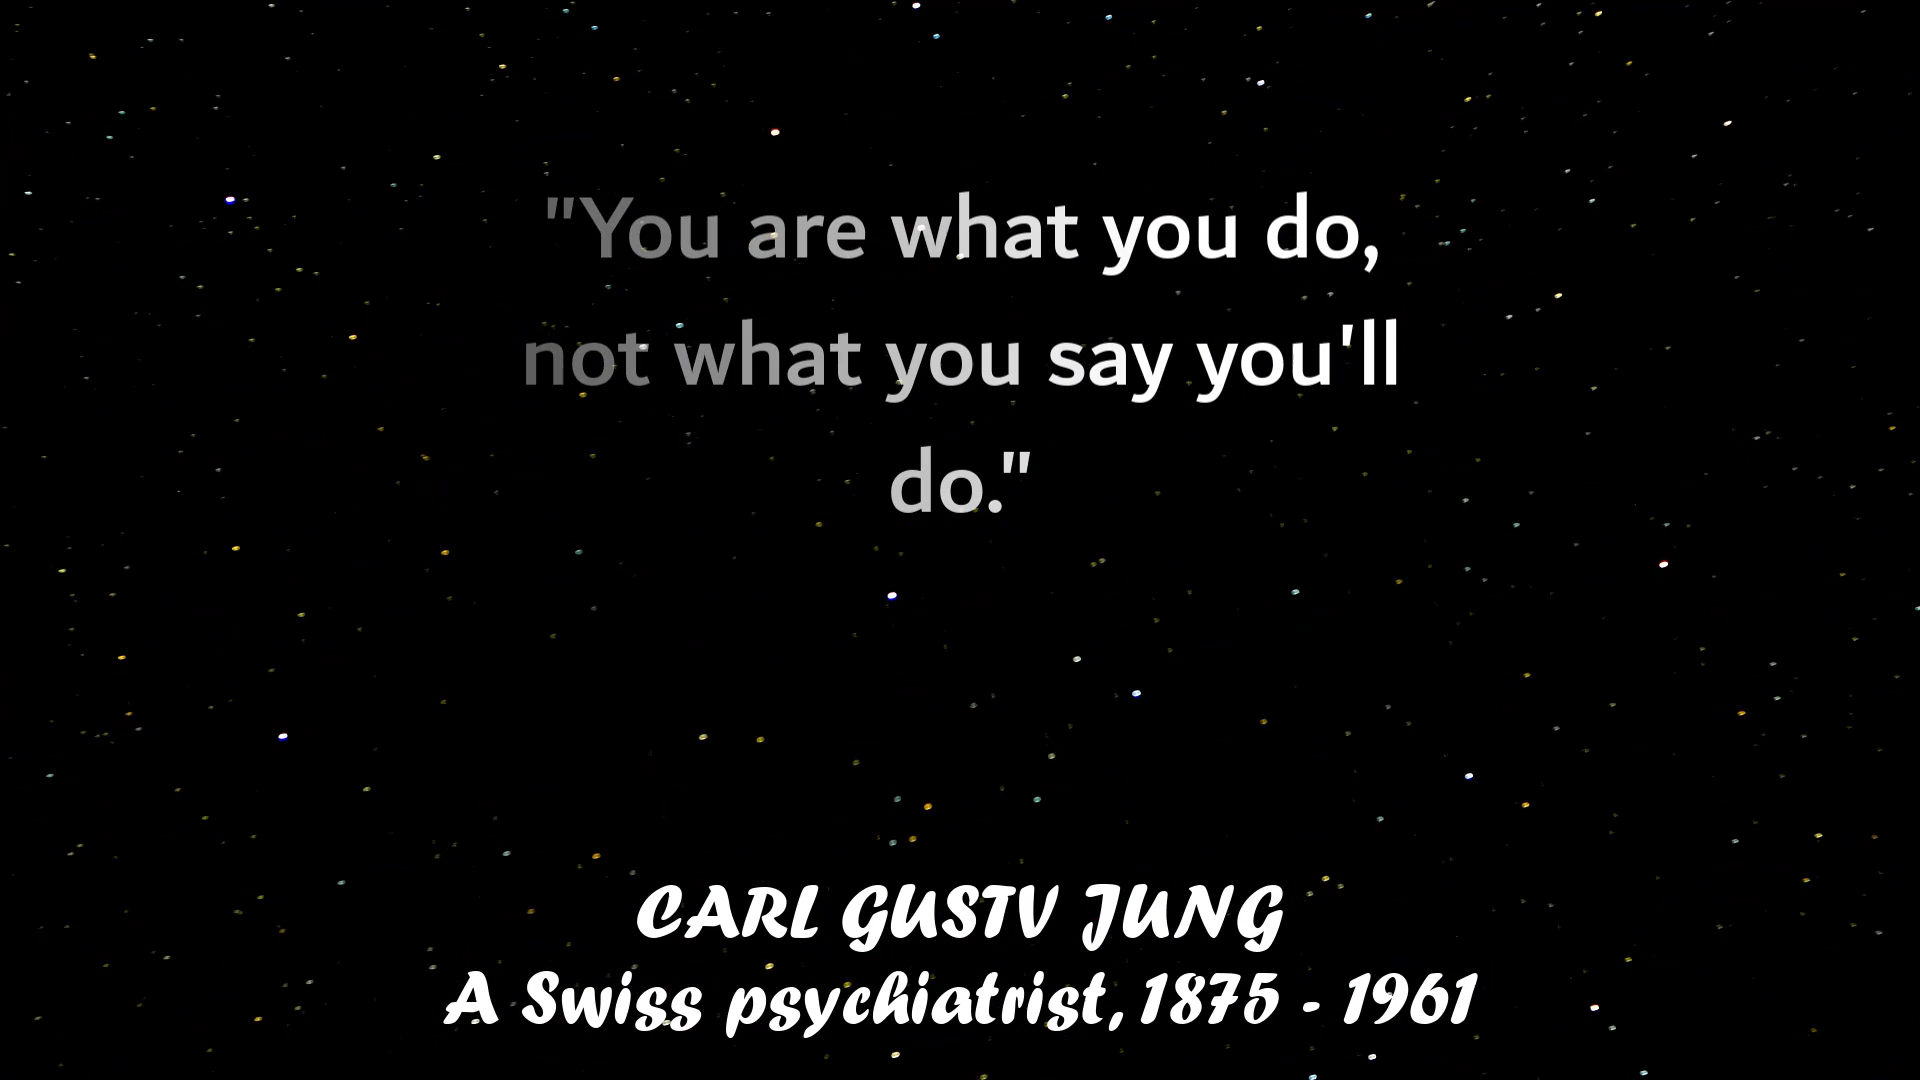 "You are what you do,
not what you say you'll
do."
CARL GUSTV JUNG
A Swiss psychiatrist, 1875 - 1961